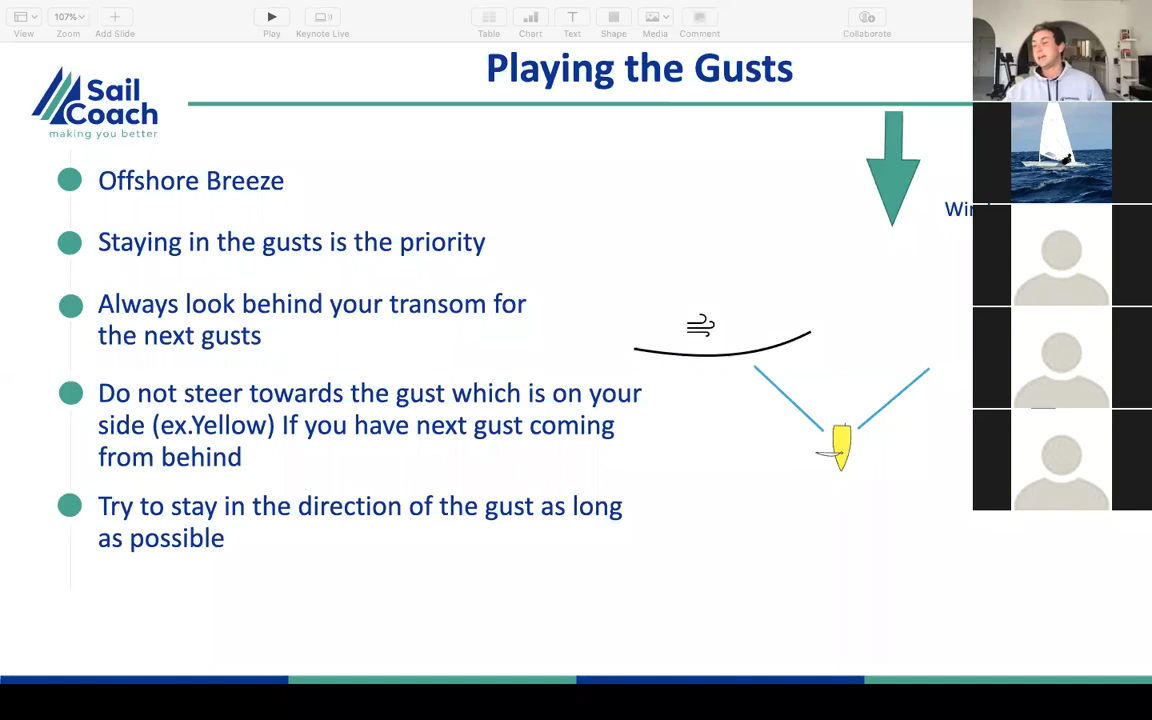 107%
View
Zoom
Add Slide
Play
Keynote Live
Table
Chart
Text
Shape
Media
Comment
Collaborate
Playing the Gusts
Sail
Coach
making you better
Offshore Breeze
Staying in the gusts is the priority
Always look behind your transom for
the next gusts
Do not steer towards the gust which is on your
side (ex.Yellow) If you have next gust coming
from behind
Try to stay in the direction of the gust as long
as possible